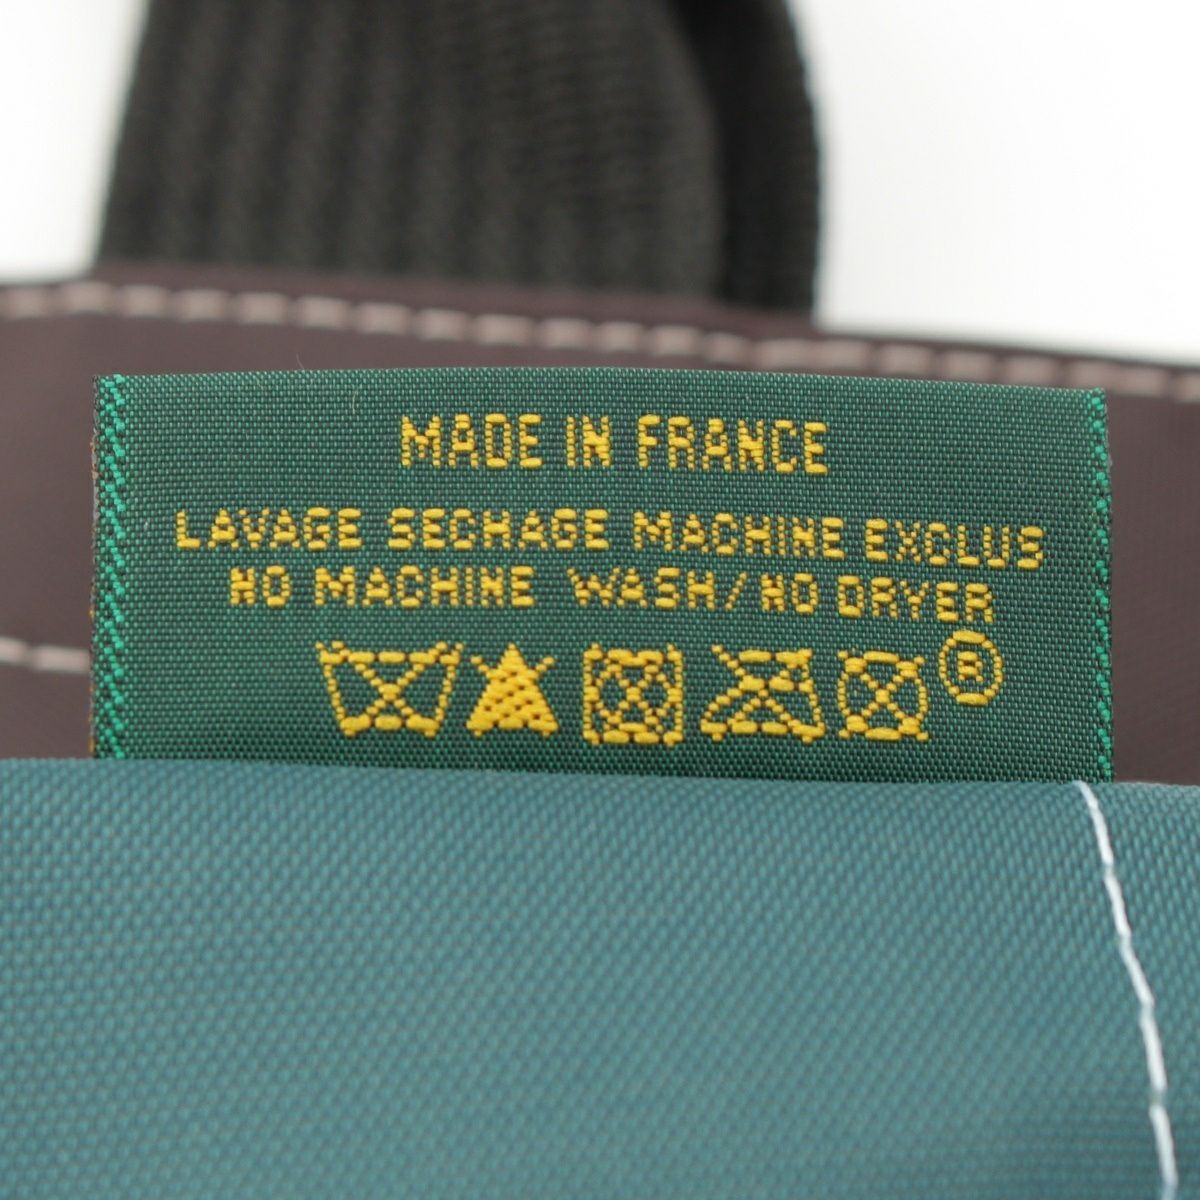 MADE IN FRANCE
LAVAGE SECHAGE MACHINE EXCLUS
NO MACHINE WASH/NO DRYER
®